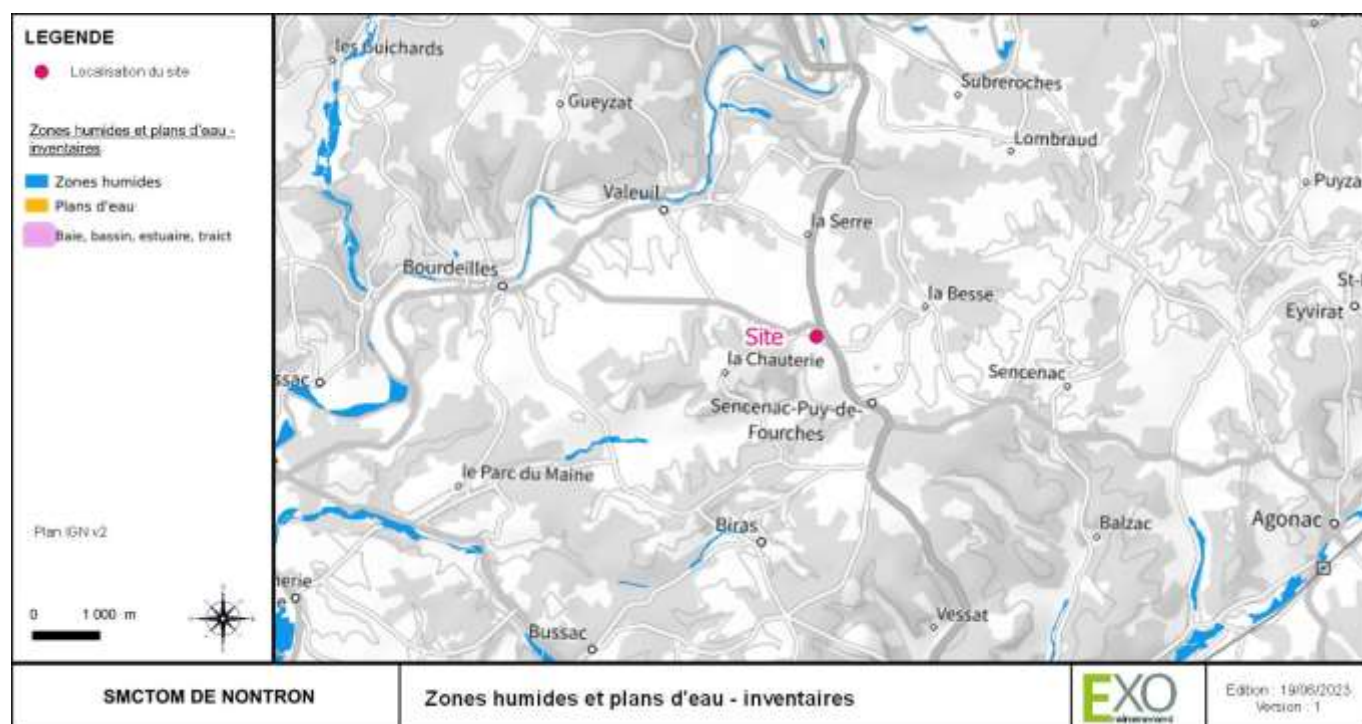 LEGENDE
Localisation du site
Zones humides et plans d'eau -
inventaires
Zones humides
Plans d'eau
Baie, bassin, estuaire, traict
Plan IGN v2
0 1 000 m
les Guichards
Gueyzat
Subreroches
Lombraud
Puyza
Valeuil
la Serre
Bourdeilles
la Besse
St-
Eyvirat
Site
la Chauterie
ssac
Sencenac
Sencenac-Puy-de-
Fourches
le Parc du Maine
Biras
Balzac
Agonac
nerie
Vessat
Bussac
SMCTOM DE NONTRON
Zones humides et plans d'eau - inventaires
EXO
Edition : 19/06/2023
Version : 1